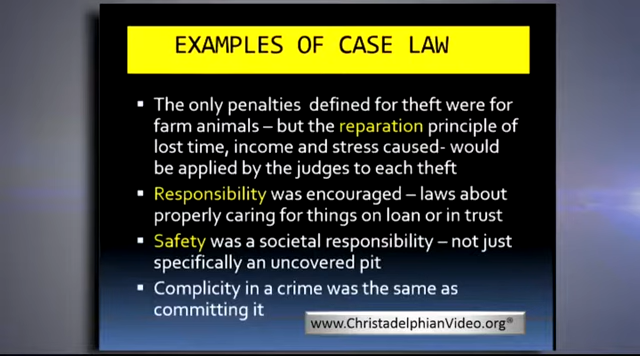 EXAMPLES OF CASE LAW
▪ The only penalties defined for theft were for
farm animals – but the reparation principle of
lost time, income and stress caused- would
be applied by the judges to each theft
▪ Responsibility was encouraged – laws about
properly caring for things on loan or in trust
▪ Safety was a societal responsibility – not just
specifically an uncovered pit
▪ Complicity in a crime was the same as
committing it
www.ChristadelphianVideo.org®